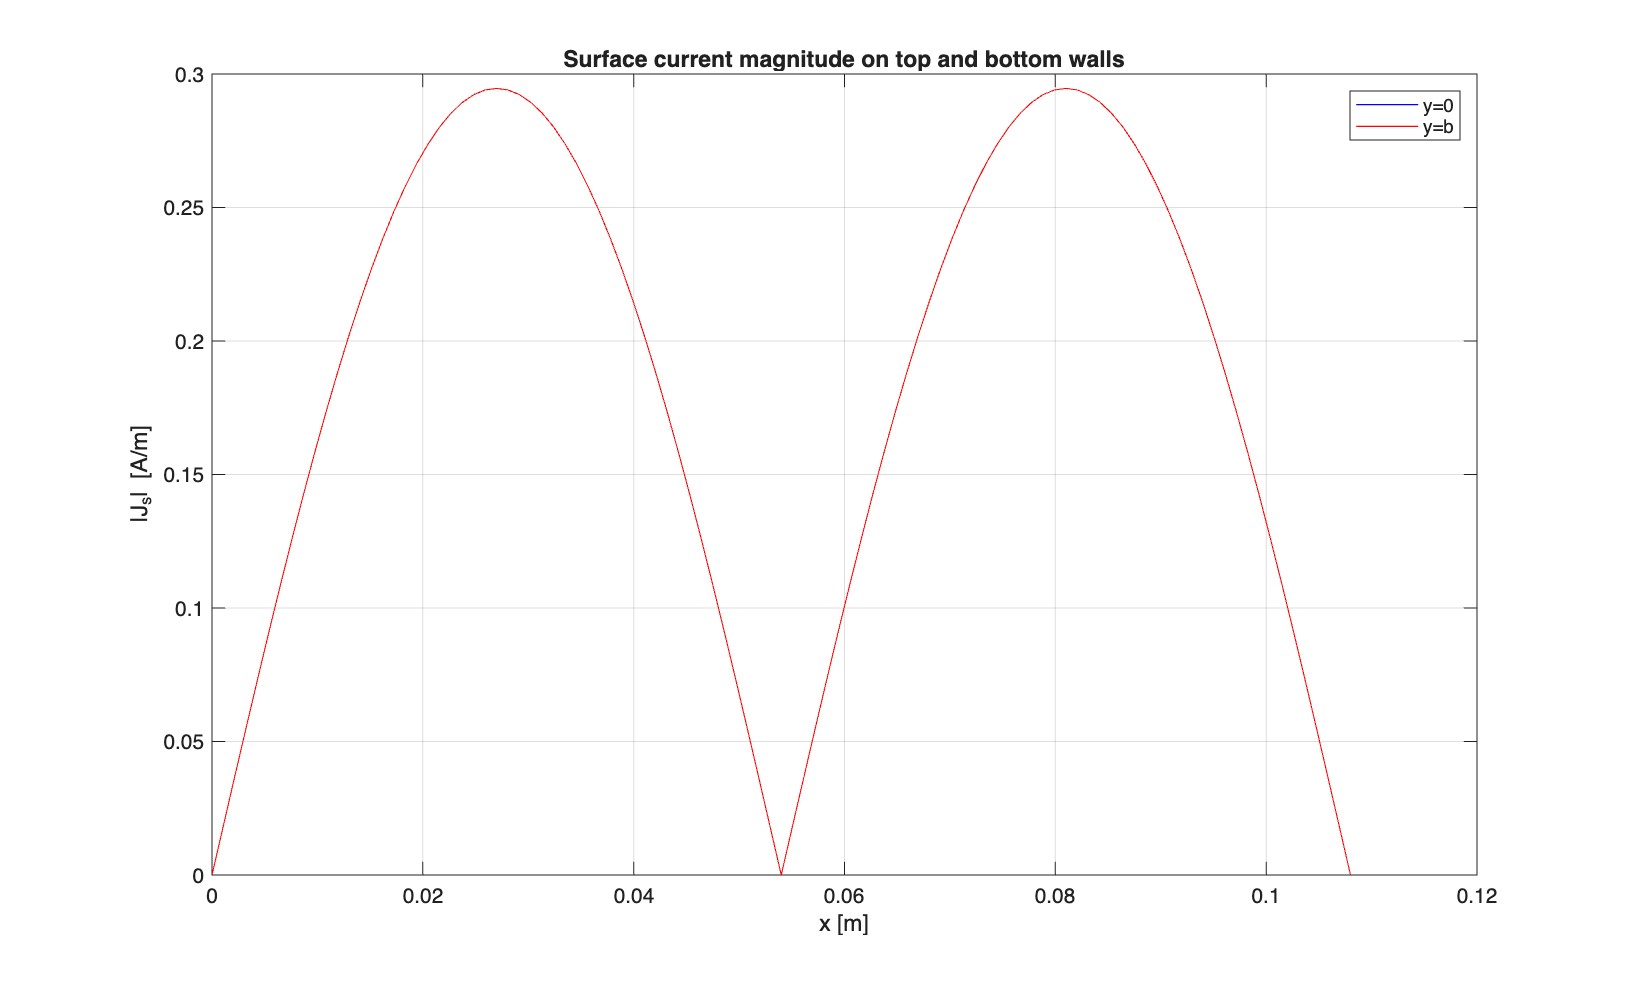 Surface current magnitude on top and bottom walls
0.3
0.25
0.2
0.15
0.1
0.05
0
|Jₛ| [A/m]
y=0
y=b
0 0.02 0.04 0.06 0.08 0.1 0.12
x [m]